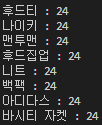 후드티 : 24
나이키 : 24
맨투맨 : 24
후드집업 : 24
니트 : 24
백팩 : 24
아디다스 : 24
바시티 자켓 : 24